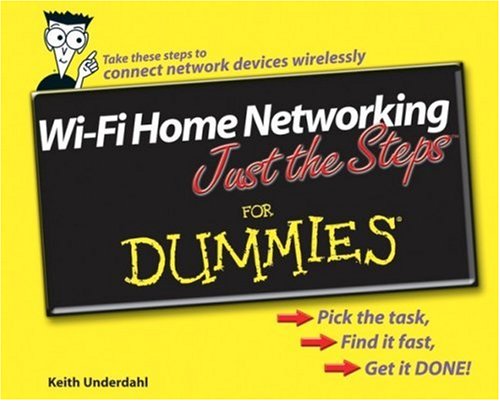 Take these steps to
connect network devices wirelessly
Wi-Fi Home Networking
Just the Steps™
FOR
DUMMIES®
Pick the task,
Find it fast,
Get it DONE!
Keith Underdahl